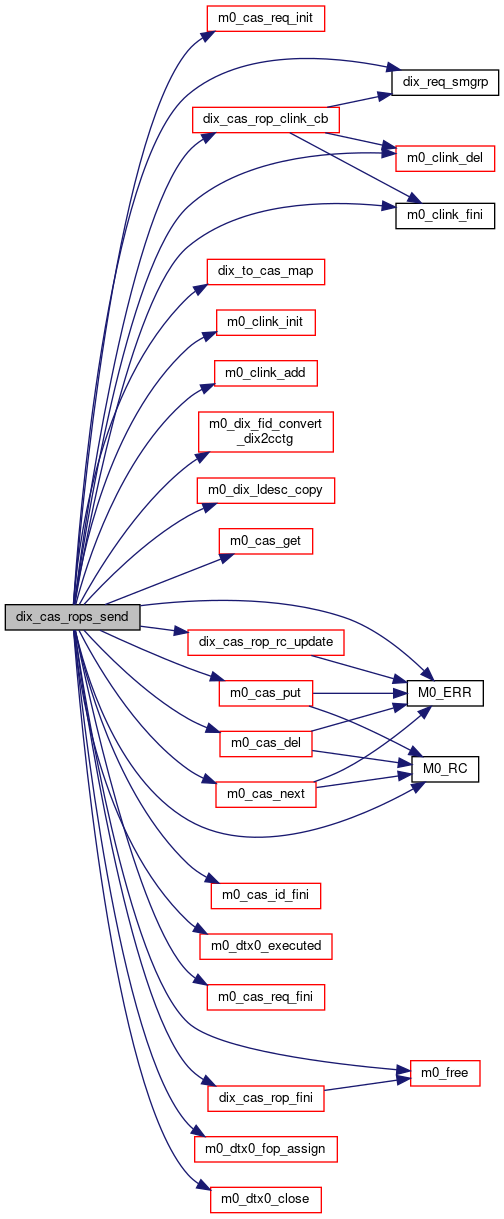 m0_cas_req_init
dix_req_smgrp
dix_cas_rop_clink_cb
m0_clink_del
m0_clink_fini
dix_to_cas_map
m0_clink_init
m0_clink_add
m0_dix_fid_convert
_dix2cctg
m0_dix_ldesc_copy
m0_cas_get
dix_cas_rops_send
dix_cas_rop_rc_update
M0_ERR
m0_cas_put
m0_cas_del
M0_RC
m0_cas_next
m0_cas_id_fini
m0_dtx0_executed
m0_cas_req_fini
m0_free
dix_cas_rop_fini
m0_dtx0_fop_assign
m0_dtx0_close